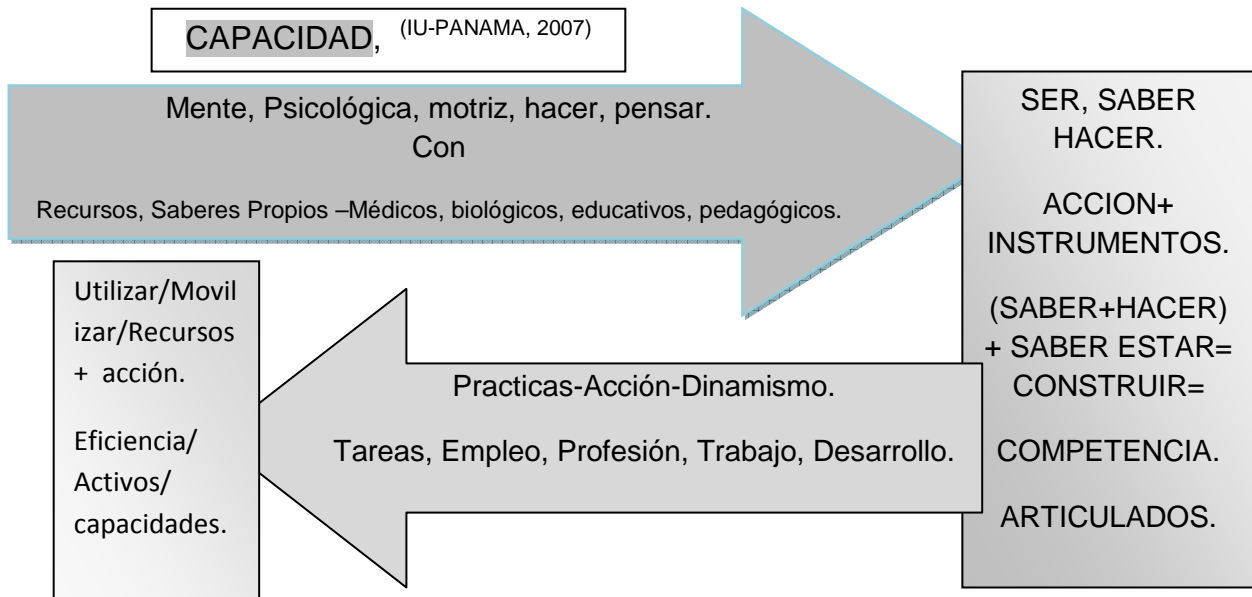 CAPACIDAD, (IU-PANAMA, 2007)
Mente, Psicológica, motriz, hacer, pensar.
Con
Recursos, Saberes Propios –Médicos, biológicos, educativos, pedagógicos.
SER, SABER
HACER.
ACCION+
INSTRUMENTOS.
(SABER+HACER)
+ SABER ESTAR=
CONSTRUIR=
COMPETENCIA.
ARTICULADOS.
Practicas-Acción-Dinamismo.
Tareas, Empleo, Profesión, Trabajo, Desarrollo.
Utilizar/Movil
izar/Recursos
+ acción.
Eficiencia/
Activos/
capacidades.